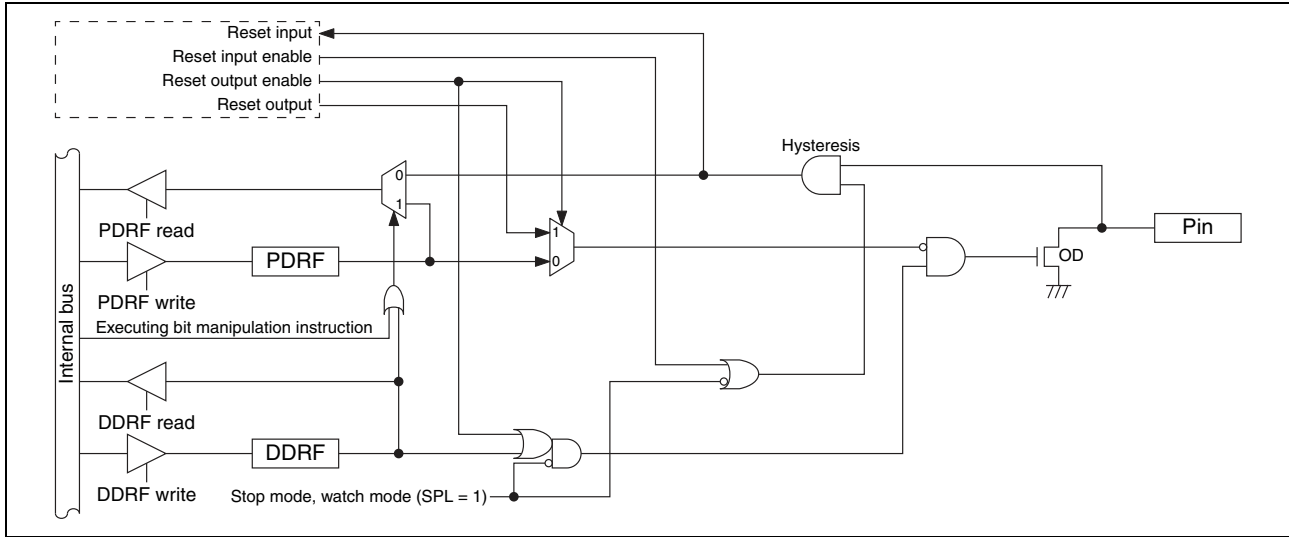 Reset input
Reset input enable
Reset output enable
Reset output
Hysteresis
0
1
PDRF read
1
0
Pin
OD
PDRF
PDRF write
Executing bit manipulation instruction
Internal bus
DDRF read
DDRF
DDRF write
Stop mode, watch mode (SPL = 1)